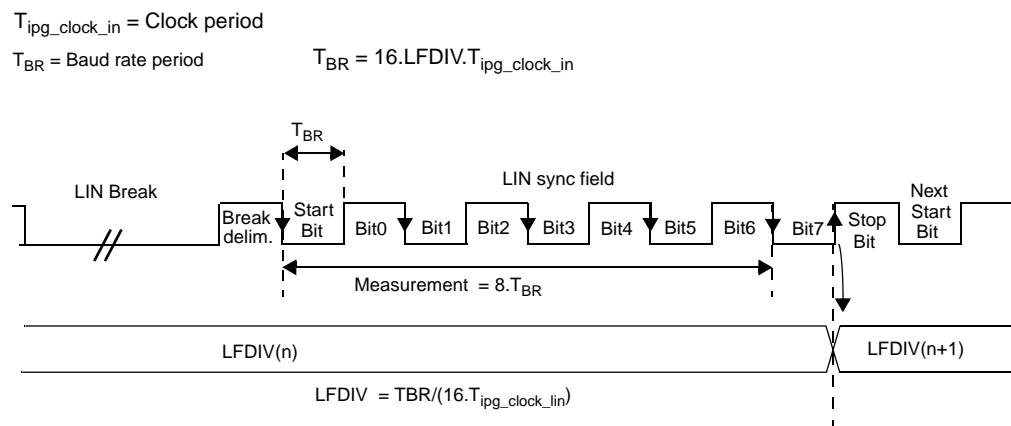 T_ipg_clock_in = Clock period
T_BR = Baud rate period
T_BR = 16.LFDIV.T_ipg_clock_in
T_BR
LIN Break
LIN sync field
Break
delim.
Start
Bit
Bit0
Bit1
Bit2
Bit3
Bit4
Bit5
Bit6
Bit7
Stop
Bit
Next
Start
Bit
Measurement = 8.T_BR
LFDIV(n)
LFDIV(n+1)
LFDIV = TBR/(16.T_ipg_clock_lin)